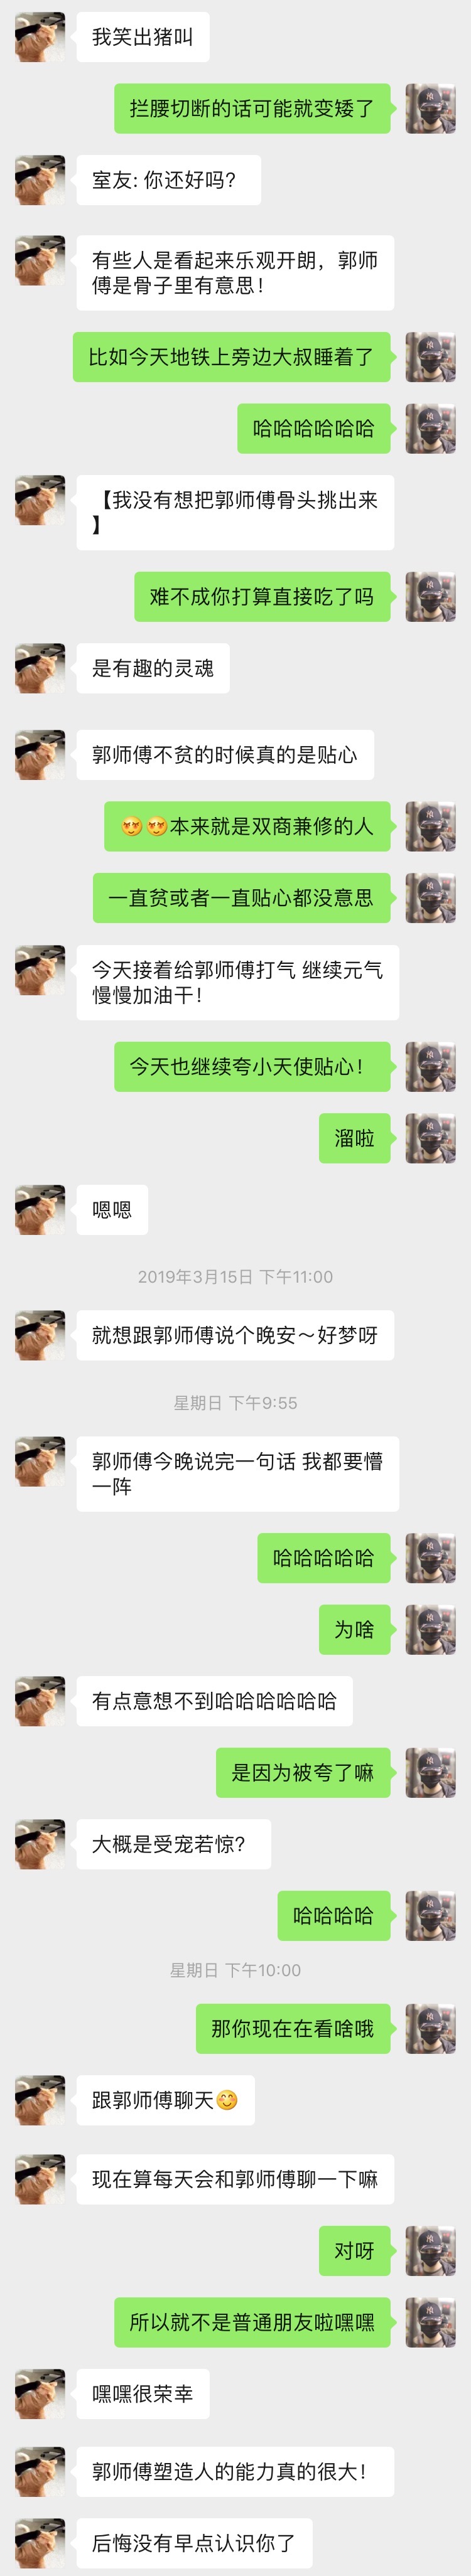 我笑出猪叫
拦腰切断的话可能就变矮了
室友: 你还好吗?
有些人是看起来乐观开朗，郭师
傅是骨子里有意思！
比如今天地铁上旁边大叔睡着了
哈哈哈哈哈哈
【我没有想把郭师傅骨头挑出来
】
难不成你打算直接吃了吗
是有趣的灵魂
郭师傅不贫的时候真的是贴心
😍😍本来就是双商兼修的人
一直贫或者一直贴心都没意思
今天接着给郭师傅打气 继续元气
慢慢加油干！
今天也继续夸小天使贴心！
溜啦
嗯嗯
2019年3月15日 下午11:00
就想跟郭师傅说个晚安～好梦呀
星期日 下午9:55
郭师傅今晚说完一句话 我都要懵
一阵
哈哈哈哈哈
为啥
有点意想不到哈哈哈哈哈哈
是因为被夸了嘛
大概是受宠若惊?
哈哈哈哈
星期日 下午10:00
那你现在在看啥哦
跟郭师傅聊天😊
现在算每天会和郭师傅聊一下嘛
对呀
所以就不是普通朋友啦嘿嘿
嘿嘿很荣幸
郭师傅塑造人的能力真的很大！
后悔没有早点认识你了